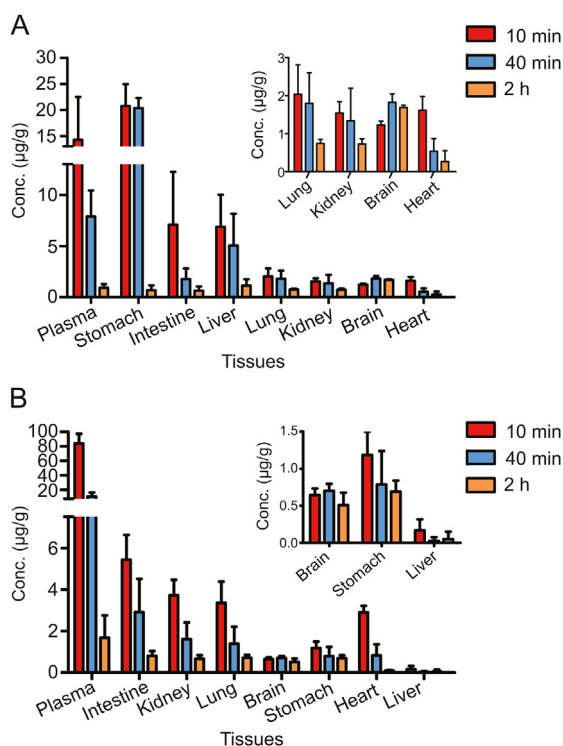 A
10 min
40 min
2 h
Conc. (µg/g)
30
25
20
15
10
5
0
Plasma
Stomach
Intestine
Liver
Lung
Kidney
Brain
Heart
Tissues
Conc. (µg/g)
3
2
1
0
Lung
Kidney
Brain
Heart
B
10 min
40 min
2 h
Conc. (µg/g)
100
80
60
40
20
6
4
2
0
Plasma
Intestine
Kidney
Lung
Brain
Stomach
Heart
Liver
Tissues
Conc. (µg/g)
1.5
1.0
0.5
0.0
Brain
Stomach
Liver